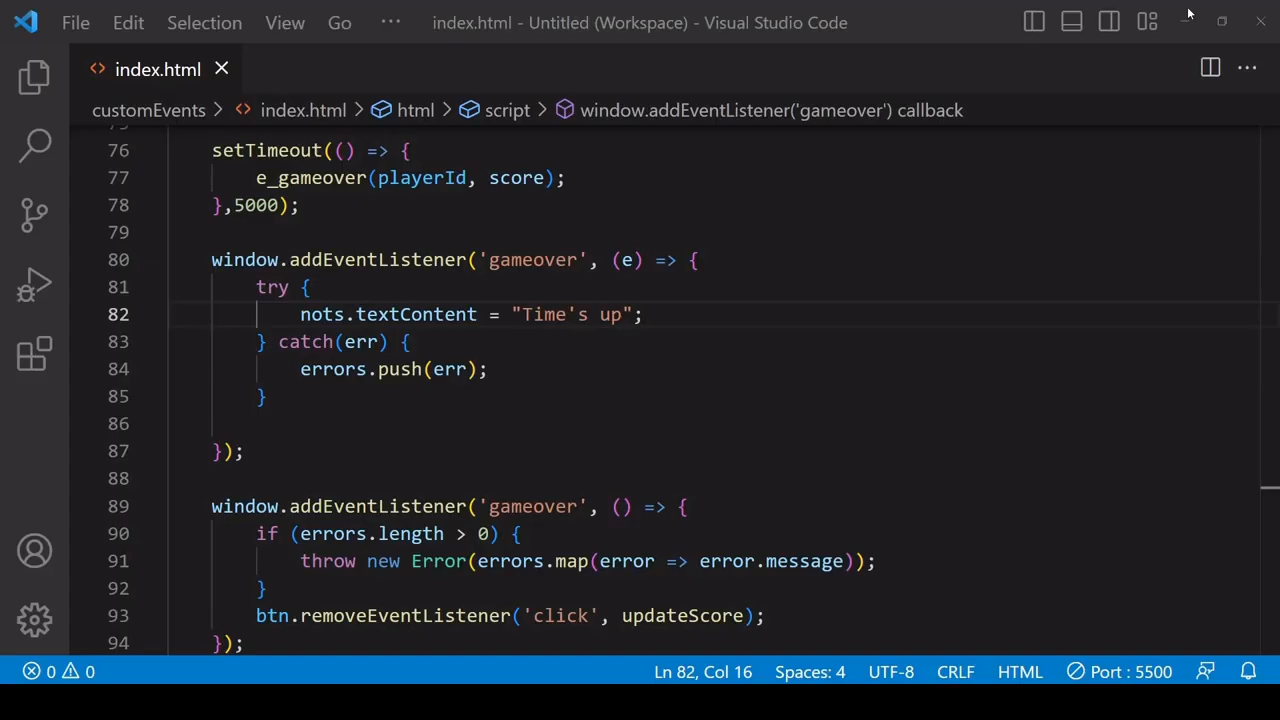 File Edit Selection View Go ··· index.html - Untitled (Workspace) - Visual Studio Code
index.html
customEvents > index.html > html > script > window.addEventListener('gameover') callback
76 setTimeout(() => {
77 e_gameover(playerId, score);
78 },5000);
79
80 window.addEventListener('gameover', (e) => {
81 try {
82 nots.textContent = "Time's up";
83 } catch(err) {
84 errors.push(err);
85 }
86
87 });
88
89 window.addEventListener('gameover', () => {
90 if (errors.length > 0) {
91 throw new Error(errors.map(error => error.message));
92 }
93 btn.removeEventListener('click', updateScore);
94 });
0 0 Ln 82, Col 16 Spaces: 4 UTF-8 CRLF HTML Port : 5500